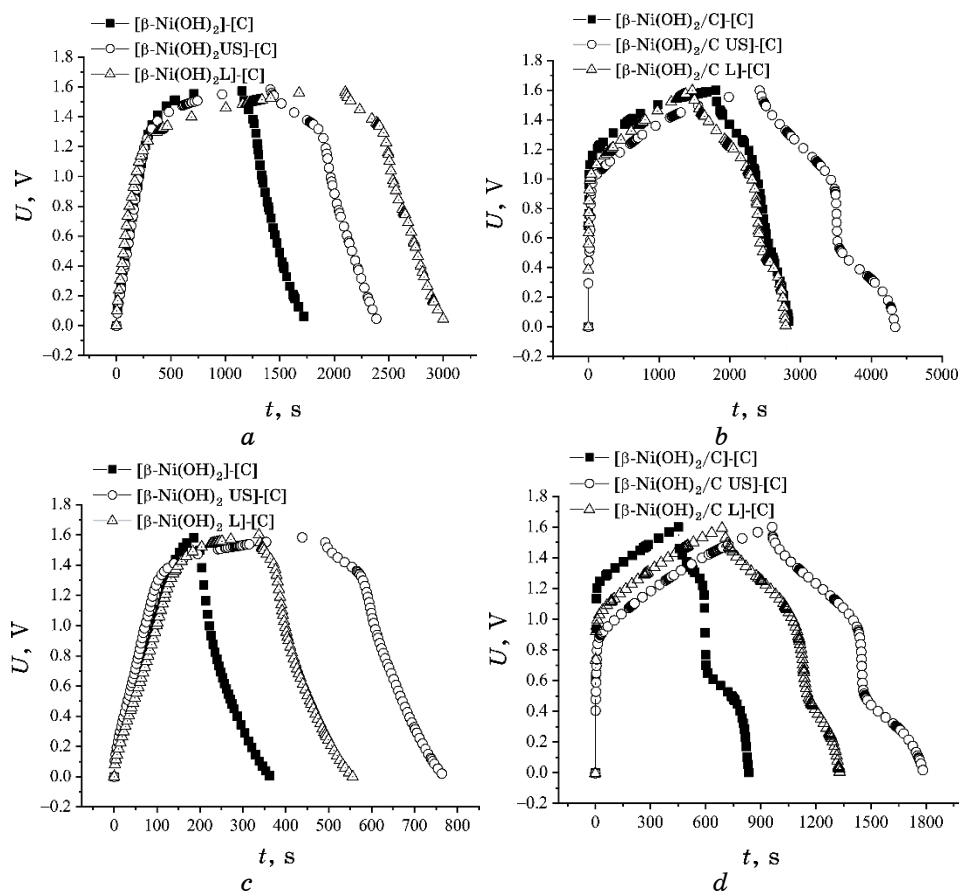 [β-Ni(OH)₂]-[C]
[β-Ni(OH)₂US]-[C]
[β-Ni(OH)₂L]-[C]
U, V
1.8
1.6
1.4
1.2
1.0
0.8
0.6
0.4
0.2
0.0
−0.2
0 500 1000 1500 2000 2500 3000
t, s
a
[β-Ni(OH)₂/C]-[C]
[β-Ni(OH)₂/C US]-[C]
[β-Ni(OH)₂/C L]-[C]
U, V
1.8
1.6
1.4
1.2
1.0
0.8
0.6
0.4
0.2
0.0
−0.2
0 1000 2000 3000 4000 5000
t, s
b
[β-Ni(OH)₂]-[C]
[β-Ni(OH)₂ US]-[C]
[β-Ni(OH)₂ L]-[C]
U, V
1.8
1.6
1.4
1.2
1.0
0.8
0.6
0.4
0.2
0.0
−0.2
0 100 200 300 400 500 600 700 800
t, s
c
[β-Ni(OH)₂/C]-[C]
[β-Ni(OH)₂/C US]-[C]
[β-Ni(OH)₂/C L]-[C]
U, V
1.8
1.6
1.4
1.2
1.0
0.8
0.6
0.4
0.2
0.0
−0.2
0 300 600 900 1200 1500 1800
t, s
d